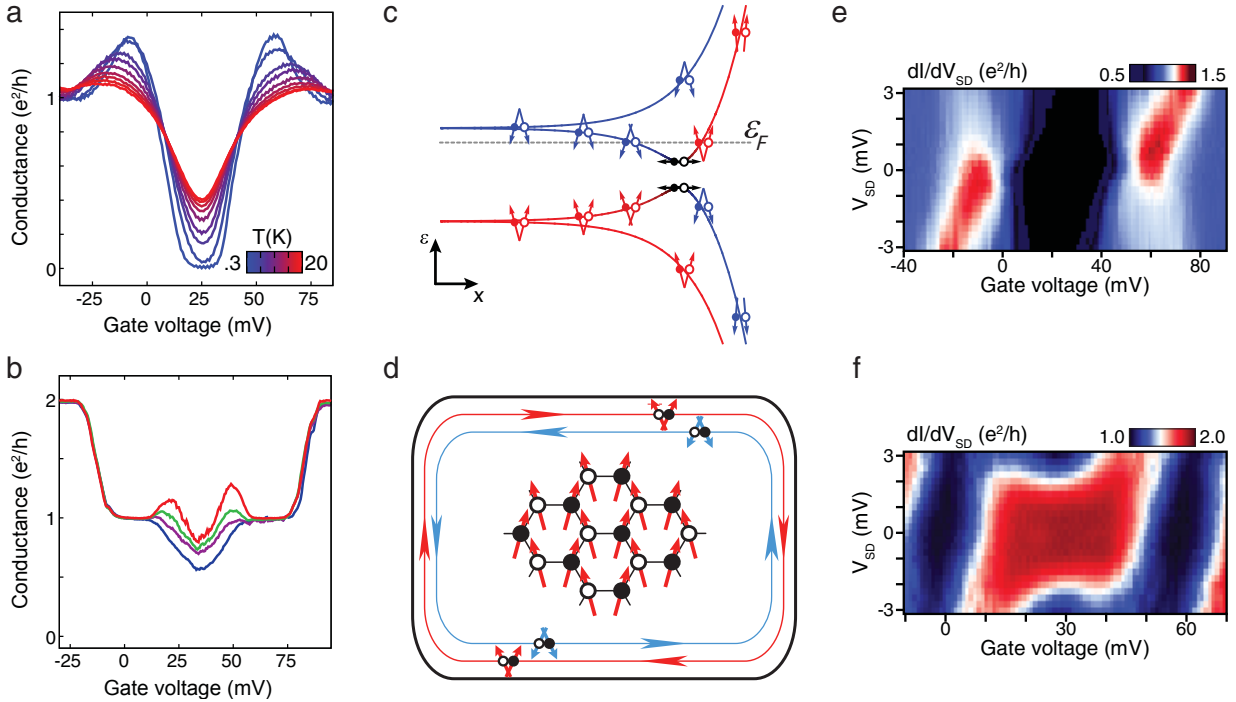 a
Conductance (e²/h)
1
0
T(K)
.3
20
-25
0
25
50
75
Gate voltage (mV)
b
Conductance (e²/h)
2
1
0
-25
0
25
50
75
Gate voltage (mV)
c
ε_F
ε
x
d
e
dI/dV_SD (e²/h)
0.5
1.5
V_SD (mV)
3
0
-3
-40
0
40
80
Gate voltage (mV)
f
dI/dV_SD (e²/h)
1.0
2.0
V_SD (mV)
3
0
-3
0
20
40
60
Gate voltage (mV)